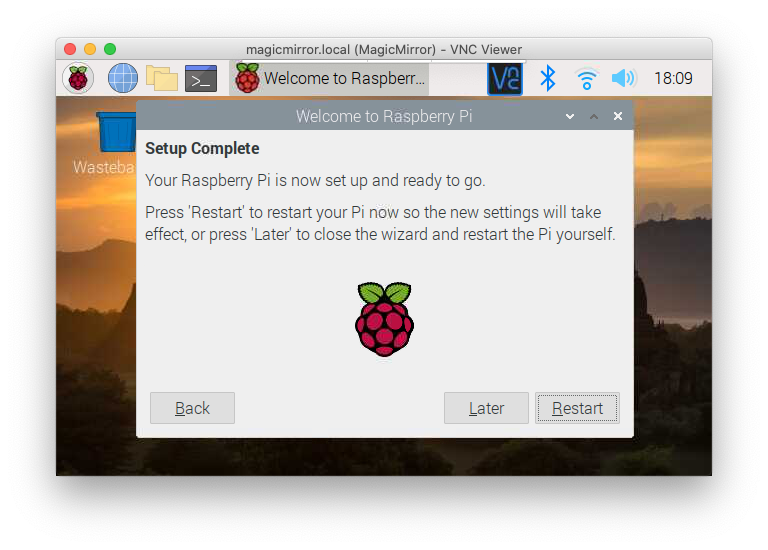 magicmirror.local (MagicMirror) - VNC Viewer
Welcome to Raspberr...
18:09
Welcome to Raspberry Pi
Setup Complete
Your Raspberry Pi is now set up and ready to go.
Press 'Restart' to restart your Pi now so the new settings will take
effect, or press 'Later' to close the wizard and restart the Pi yourself.
Back
Later
Restart